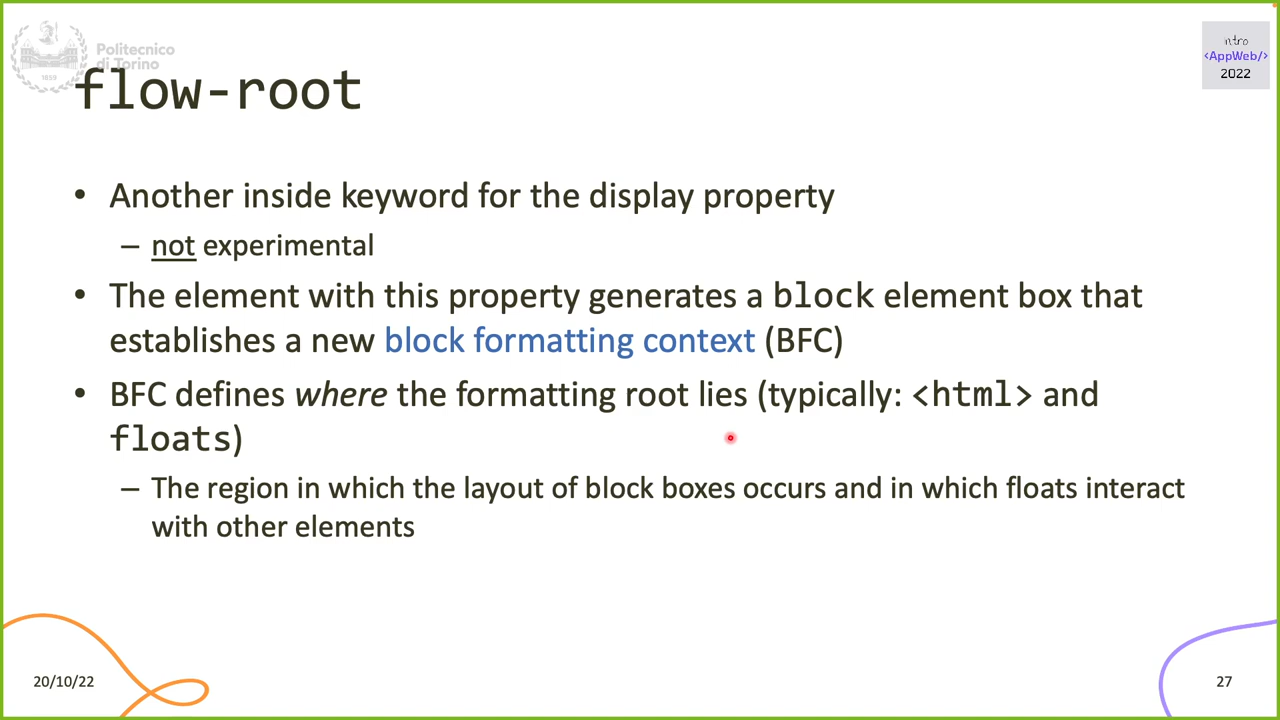 Politecnico
di Torino
1859
intro
<AppWeb/>
2022
flow-root
• Another inside keyword for the display property
– not experimental
• The element with this property generates a block element box that
establishes a new block formatting context (BFC)
• BFC defines where the formatting root lies (typically: <html> and
floats)
– The region in which the layout of block boxes occurs and in which floats interact
with other elements
20/10/22
27